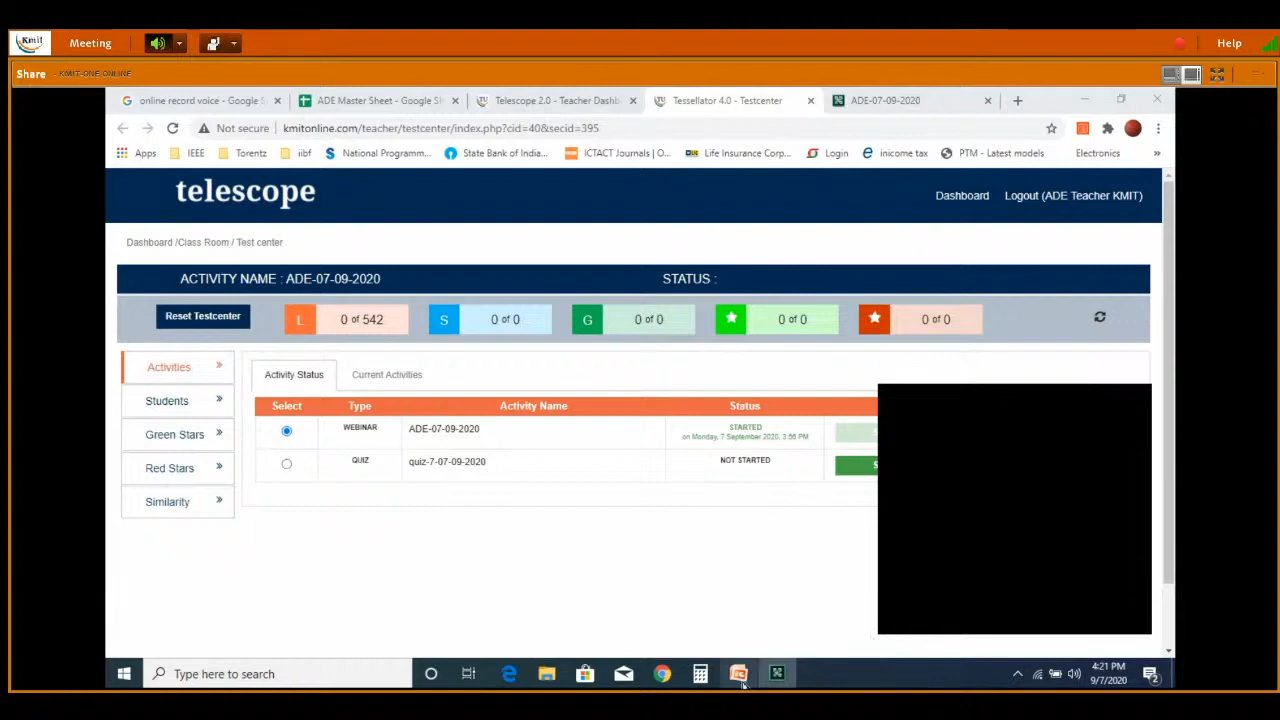 Kmit Meeting Help
Share - KMIT-ONE ONLINE
online record voice - Google S ADE Master Sheet - Google Sh Telescope 2.0 - Teacher Dashb Tessellator 4.0 - Testcenter ADE-07-09-2020
Not secure kmitonline.com/teacher/testcenter/index.php?cid=40&secid=395
Apps IEEE Torentz iibf National Programm... State Bank of India... ICTACT Journals | O... Life Insurance Corp... Login inicome tax PTM - Latest models Electronics »
telescope
Dashboard Logout (ADE Teacher KMIT)
Dashboard /Class Room / Test center
ACTIVITY NAME : ADE-07-09-2020 STATUS :
Reset Testcenter L 0 of 542 S 0 of 0 G 0 of 0 0 of 0 0 of 0
Activities »
Students »
Green Stars »
Red Stars »
Similarity »
Activity Status Current Activities
Select Type Activity Name Status
WEBINAR ADE-07-09-2020 STARTED
on Monday, 7 September 2020, 3:56 PM
QUIZ quiz-7-07-09-2020 NOT STARTED S
Type here to search
4:21 PM
9/7/2020
2